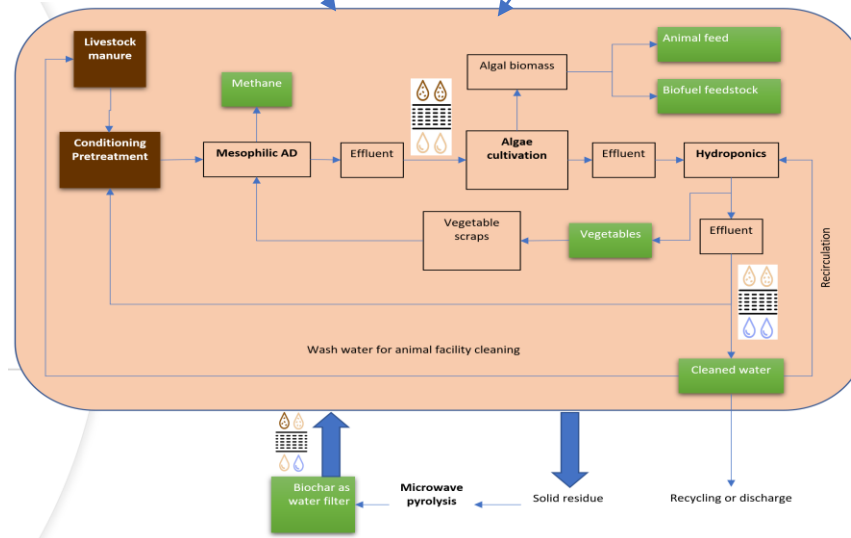 Livestock
manure
Animal feed
Algal biomass
Methane
Biofuel feedstock
Conditioning
Pretreatment
Mesophilic AD
Effluent
Algae
cultivation
Effluent
Hydroponics
Vegetable
scraps
Vegetables
Effluent
Recirculation
Wash water for animal facility cleaning
Cleaned water
Biochar as
water filter
Microwave
pyrolysis
Solid residue
Recycling or discharge